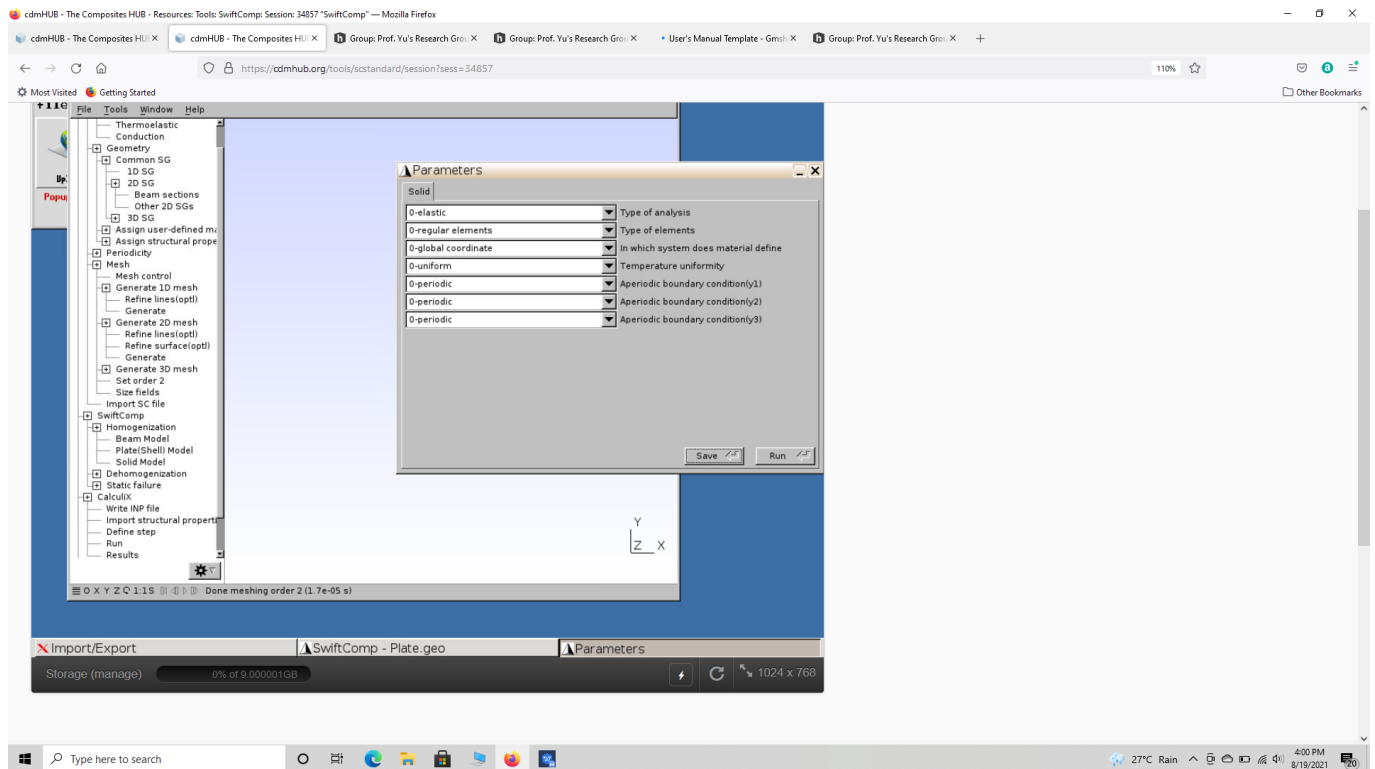 cdmHUB - The Composites HUB - Resources: Tools: SwiftComp: Session: 34857 "SwiftComp" — Mozilla Firefox
cdmHUB - The Composites HU
cdmHUB - The Composites HU
Group: Prof. Yu's Research Grou
Group: Prof. Yu's Research Grou
User's Manual Template - Gmsh
Group: Prof. Yu's Research Grou
https://cdmhub.org/tools/scstandard/session?sess=34857
110%
Most Visited
Getting Started
Other Bookmarks
File Tools Window Help
Thermoelastic
Conduction
Geometry
Common SG
1D SG
2D SG
Beam sections
Other 2D SGs
3D SG
Assign user-defined ma
Assign structural prope
Periodicity
Mesh
Mesh control
Generate 1D mesh
Refine lines(optl)
Generate
Generate 2D mesh
Refine lines(optl)
Refine surface(optl)
Generate
Generate 3D mesh
Set order 2
Size fields
Import SC file
SwiftComp
Homogenization
Beam Model
Plate(Shell) Model
Solid Model
Dehomogenization
Static failure
CalculiX
Write INP file
Import structural properti
Define step
Run
Results
Up
Popu
Parameters
Solid
0-elastic Type of analysis
0-regular elements Type of elements
0-global coordinate In which system does material define
0-uniform Temperature uniformity
0-periodic Aperiodic boundary condition(y1)
0-periodic Aperiodic boundary condition(y2)
0-periodic Aperiodic boundary condition(y3)
Save Run
Y
Z X
O X Y Z 1:1 S Done meshing order 2 (1.7e-05 s)
Import/Export SwiftComp - Plate.geo Parameters
Storage (manage) 0% of 9.000001GB 1024 x 768
Type here to search
27°C Rain
4:00 PM
8/19/2021
20